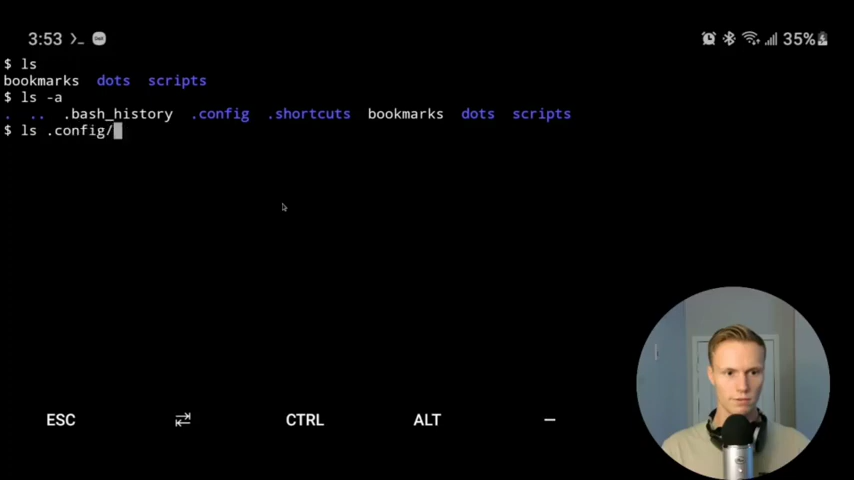 3:53 >_
35%
$ ls
bookmarks dots scripts
$ ls -a
. .. .bash_history .config .shortcuts bookmarks dots scripts
$ ls .config/
ESC ⇄ CTRL ALT –